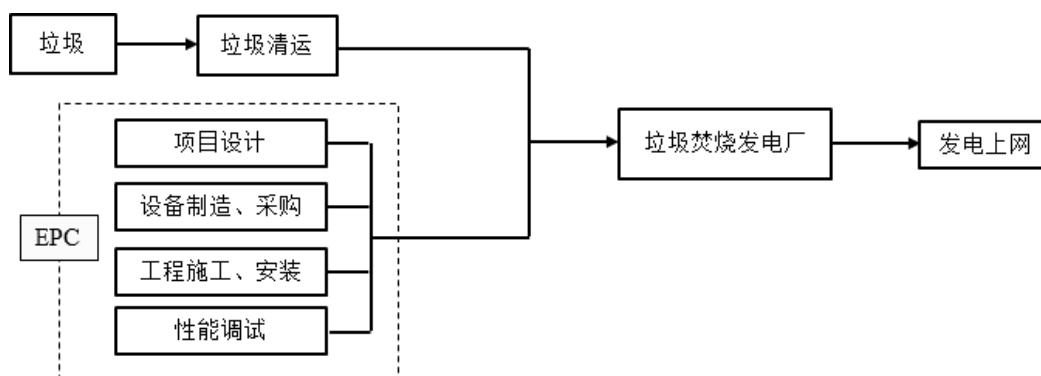 垃圾
垃圾清运
项目设计
设备制造、采购
EPC
工程施工、安装
性能调试
垃圾焚烧发电厂
发电上网